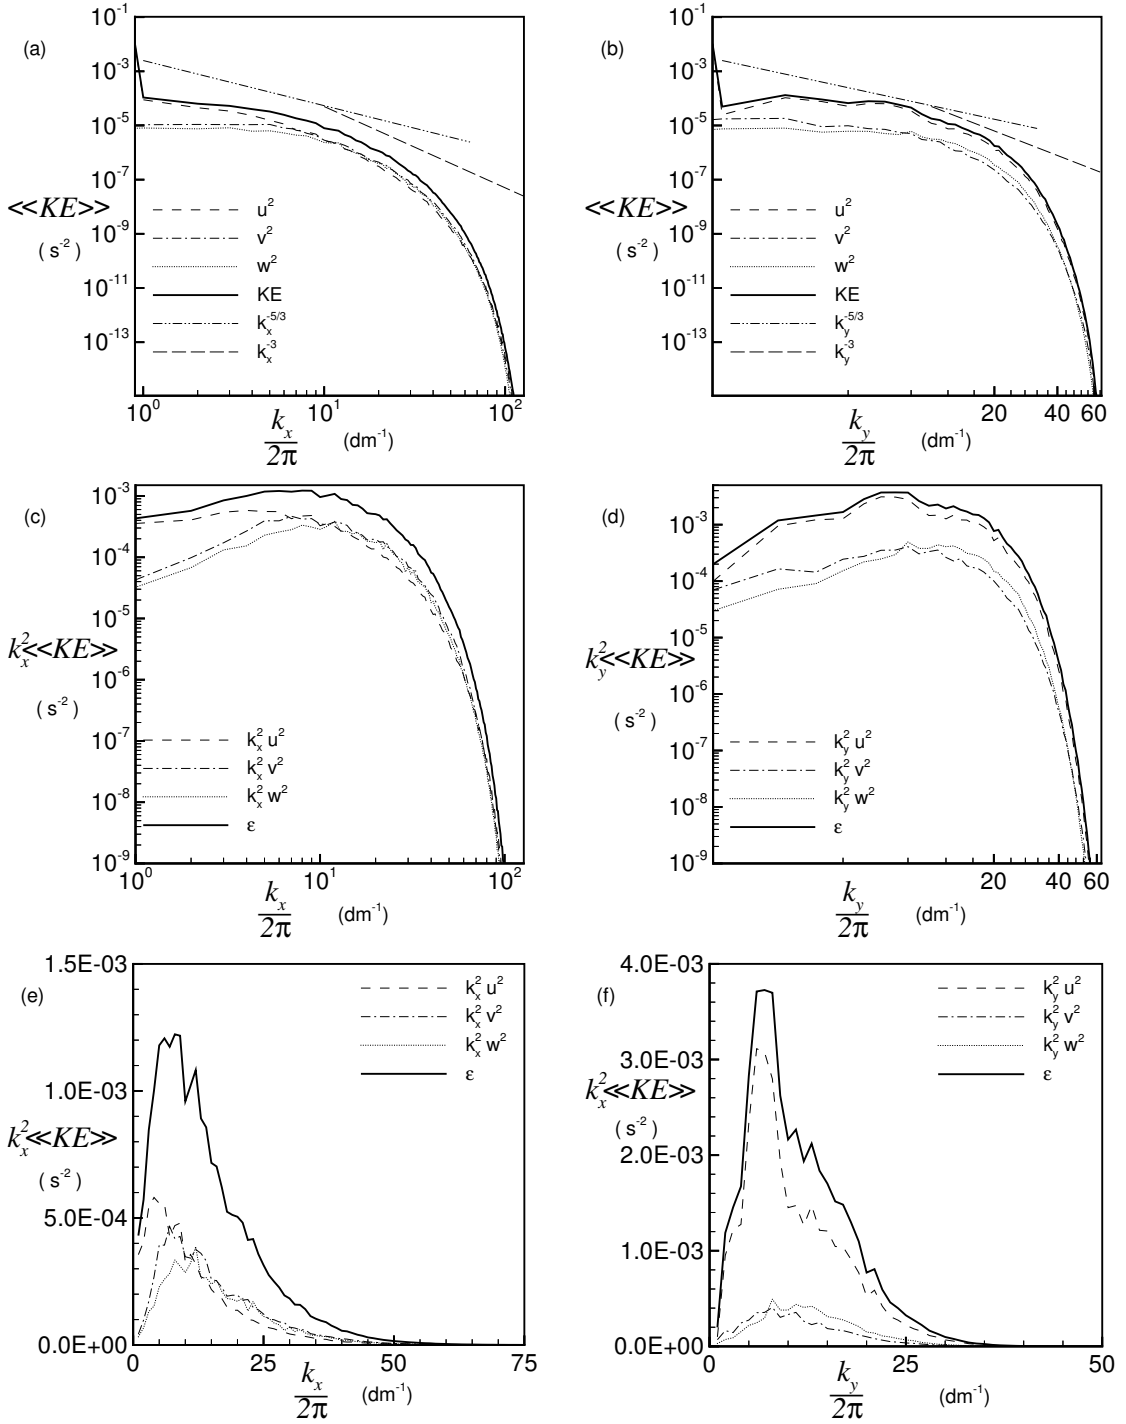 (a)
10^-1
10^-3
10^-5
10^-7
10^-9
10^-11
10^-13
<<KE>>
( s^-2 )
u^2
v^2
w^2
KE
k_x^-5/3
k_x^-3
10^0 10^1 10^2
k_x/2π (dm^-1)
(b)
10^-1
10^-3
10^-5
10^-7
10^-9
10^-11
10^-13
<<KE>>
( s^-2 )
u^2
v^2
w^2
KE
k_y^-5/3
k_y^-3
20 40 60
k_y/2π (dm^-1)
(c)
10^-3
10^-4
10^-5
10^-6
10^-7
10^-8
10^-9
k_x^2<<KE>>
( s^-2 )
k_x^2 u^2
k_x^2 v^2
k_x^2 w^2
ε
10^0 10^1 10^2
k_x/2π (dm^-1)
(d)
10^-3
10^-4
10^-5
10^-6
10^-7
10^-8
10^-9
k_y^2<<KE>>
( s^-2 )
k_y^2 u^2
k_y^2 v^2
k_y^2 w^2
ε
20 40 60
k_y/2π (dm^-1)
(e)
1.5E-03
1.0E-03
5.0E-04
0.0E+00
k_x^2<<KE>>
( s^-2 )
k_x^2 u^2
k_x^2 v^2
k_x^2 w^2
ε
0 25 50 75
k_x/2π (dm^-1)
(f)
4.0E-03
3.0E-03
2.0E-03
1.0E-03
0.0E+00
k_x^2<<KE>>
( s^-2 )
k_y^2 u^2
k_y^2 v^2
k_y^2 w^2
ε
0 25 50
k_y/2π (dm^-1)